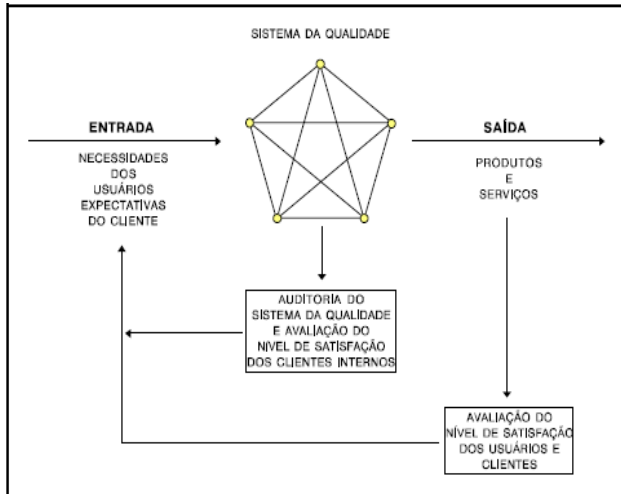 SISTEMA DA QUALIDADE
ENTRADA
NECESSIDADES
DOS
USUÁRIOS
EXPECTATIVAS
DO CLIENTE
SAÍDA
PRODUTOS
E
SERVIÇOS
AUDITORIA DO
SISTEMA DA QUALIDADE
E AVALIAÇÃO DO
NIVEL DE SATISFAÇÃO
DOS CLIENTES INTERNOS
AVALIAÇÃO DO
NÍVEL DE SATISFAÇÃO
DOS USUÁRIOS E
CLIENTES